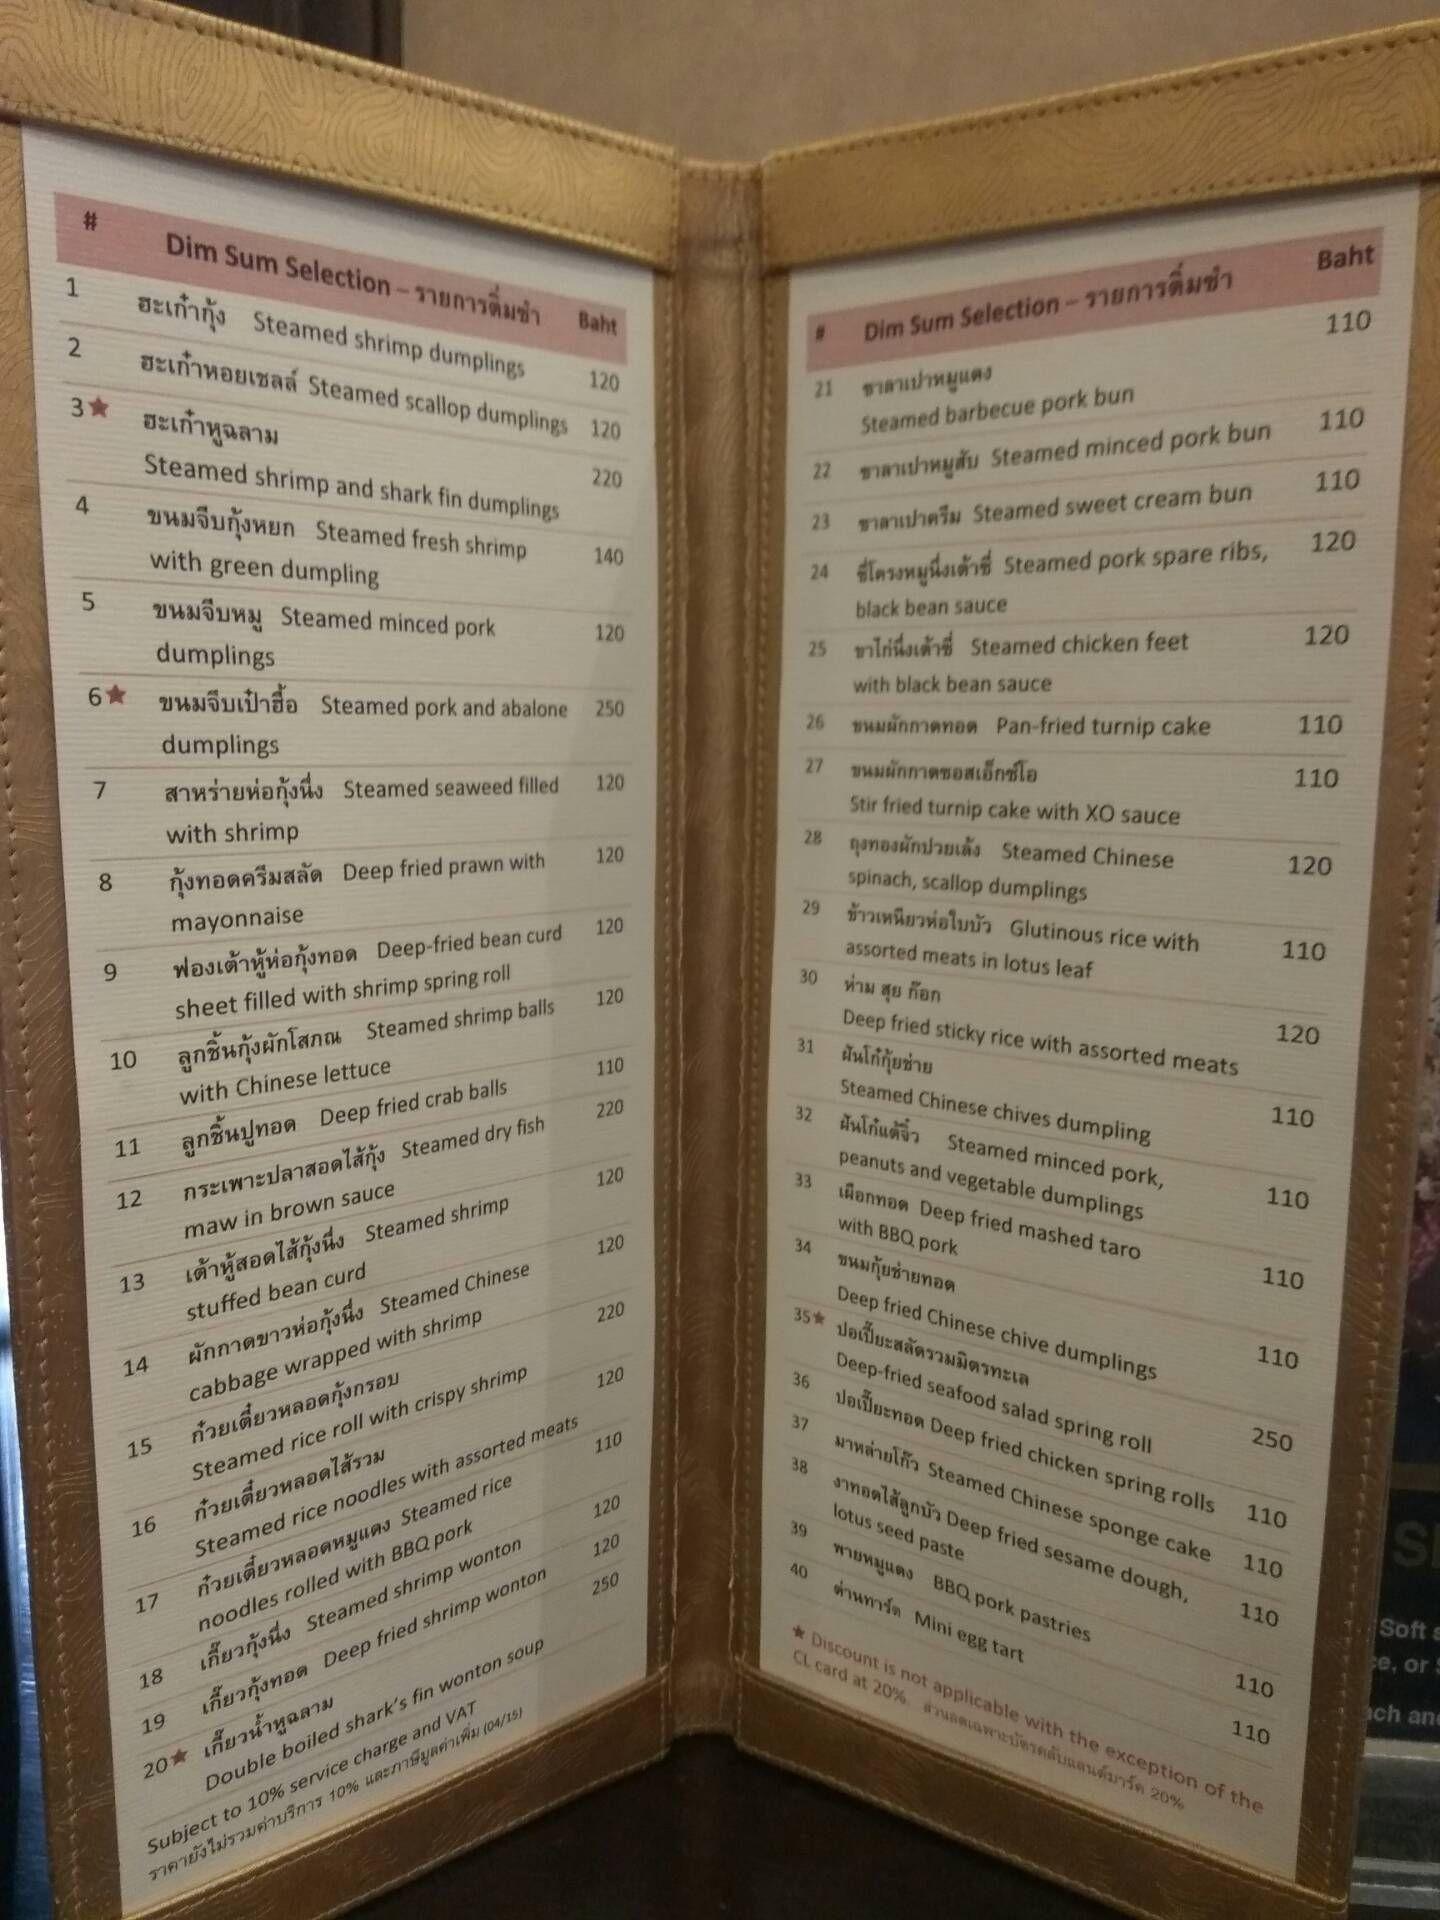 # Dim Sum Selection – รายการติ่มซำ Baht
1 ฮะเก๋ากุ้ง Steamed shrimp dumplings 120
2 ฮะเก๋าหอยเชลล์ Steamed scallop dumplings 120
3★ ฮะเก๋าหูฉลาม
Steamed shrimp and shark fin dumplings 220
4 ขนมจีบกุ้งหยก Steamed fresh shrimp
with green dumpling 140
5 ขนมจีบหมู Steamed minced pork 120
dumplings
6★ ขนมจีบเป๋าฮื้อ Steamed pork and abalone 250
dumplings
7 สาหร่ายห่อกุ้งนึ่ง Steamed seaweed filled 120
with shrimp
8 กุ้งทอดครีมสลัด Deep fried prawn with 120
mayonnaise
9 ฟองเต้าหู้ห่อกุ้งทอด Deep-fried bean curd 120
sheet filled with shrimp spring roll
10 ลูกชิ้นกุ้งผักโสภณ Steamed shrimp balls 120
with Chinese lettuce
11 ลูกชิ้นปูทอด Deep fried crab balls 110
12 กระเพาะปลาสอดไส้กุ้ง Steamed dry fish 220
maw in brown sauce
13 เต้าหู้สอดไส้กุ้งนึ่ง Steamed shrimp 120
stuffed bean curd
14 ผักกาดขาวห่อกุ้งนึ่ง Steamed Chinese 120
cabbage wrapped with shrimp
15 ก๋วยเตี๋ยวหลอดกุ้งกรอบ 220
Steamed rice roll with crispy shrimp
16 ก๋วยเตี๋ยวหลอดไส้รวม 120
Steamed rice noodles with assorted meats
17 ก๋วยเตี๋ยวหลอดหมูแดง Steamed rice 110
noodles rolled with BBQ pork
18 เกี๊ยวกุ้งนึ่ง Steamed shrimp wonton 120
19 เกี๊ยวกุ้งทอด Deep fried shrimp wonton 120
20★ เกี๊ยวน้ำหูฉลาม 250
Double boiled shark's fin wonton soup
Subject to 10% service charge and VAT
ราคายังไม่รวมค่าบริการ 10% และภาษีมูลค่าเพิ่ม (04/15)
# Dim Sum Selection – รายการติ่มซำ Baht
21 ซาลาเปาหมูแดง 110
Steamed barbecue pork bun
22 ซาลาเปาหมูสับ Steamed minced pork bun 110
23 ซาลาเปาครีม Steamed sweet cream bun 110
24 ซี่โครงหมูนึ่งเต้าซี่ Steamed pork spare ribs, 120
black bean sauce
25 ขาไก่นึ่งเต้าซี่ Steamed chicken feet 120
with black bean sauce
26 ขนมผักกาดทอด Pan-fried turnip cake 110
27 ขนมผักกาดซอสเอ็กซ์โอ 110
Stir fried turnip cake with XO sauce
28 ถุงทองผักปวยเล้ง Steamed Chinese 120
spinach, scallop dumplings
29 ข้าวเหนียวห่อใบบัว Glutinous rice with 110
assorted meats in lotus leaf
30 ห่าม สุย ก๊อก
Deep fried sticky rice with assorted meats 120
31 ฝันโก๋กุ้ยช่าย
Steamed Chinese chives dumpling 110
32 ฝันโก๋แต้จิ๋ว Steamed minced pork,
peanuts and vegetable dumplings 110
33 เผือกทอด Deep fried mashed taro
with BBQ pork 110
34 ขนมกุ้ยช่ายทอด
Deep fried Chinese chive dumplings 110
35★ ปอเปี๊ยะสลัดรวมมิตรทะเล
Deep-fried seafood salad spring roll 250
36 ปอเปี๊ยะทอด Deep fried chicken spring rolls 110
37 มาหล่ายโก๊ว Steamed Chinese sponge cake 110
38 งาทอดไส้ลูกบัว Deep fried sesame dough, 110
lotus seed paste
39 พายหมูแดง BBQ pork pastries 110
40 ด่านทาร์ต Mini egg tart 110
★ Discount is not applicable with the exception of the
CL card at 20% ส่วนลดเฉพาะบัตรคลับแลนด์มาร์ค 20%
Soft